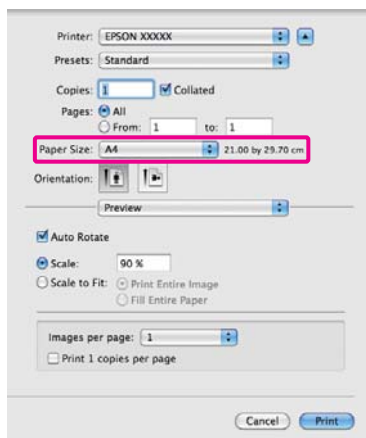 Printer: EPSON XXXXX
Presets: Standard
Copies: 1 Collated
Pages: All
From: 1 to: 1
Paper Size: A4 21.00 by 29.70 cm
Orientation:
Preview
Auto Rotate
Scale: 90 %
Scale to Fit: Print Entire Image
Fill Entire Paper
Images per page: 1
Print 1 copies per page
Cancel Print